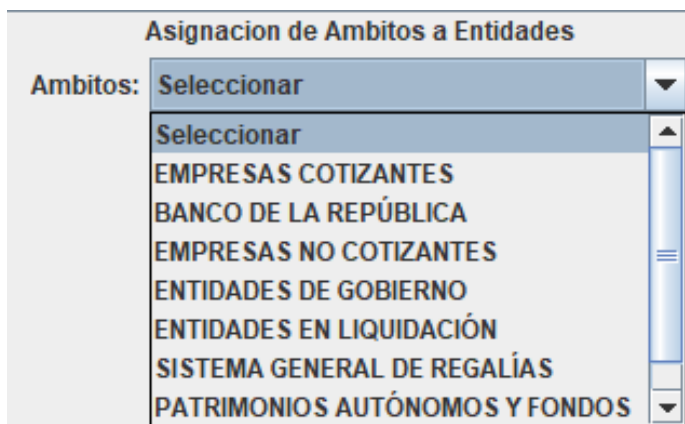 Asignacion de Ambitos a Entidades
Ambitos: Seleccionar
Seleccionar
EMPRESAS COTIZANTES
BANCO DE LA REPÚBLICA
EMPRESAS NO COTIZANTES
ENTIDADES DE GOBIERNO
ENTIDADES EN LIQUIDACIÓN
SISTEMA GENERAL DE REGALÍAS
PATRIMONIOS AUTÓNOMOS Y FONDOS